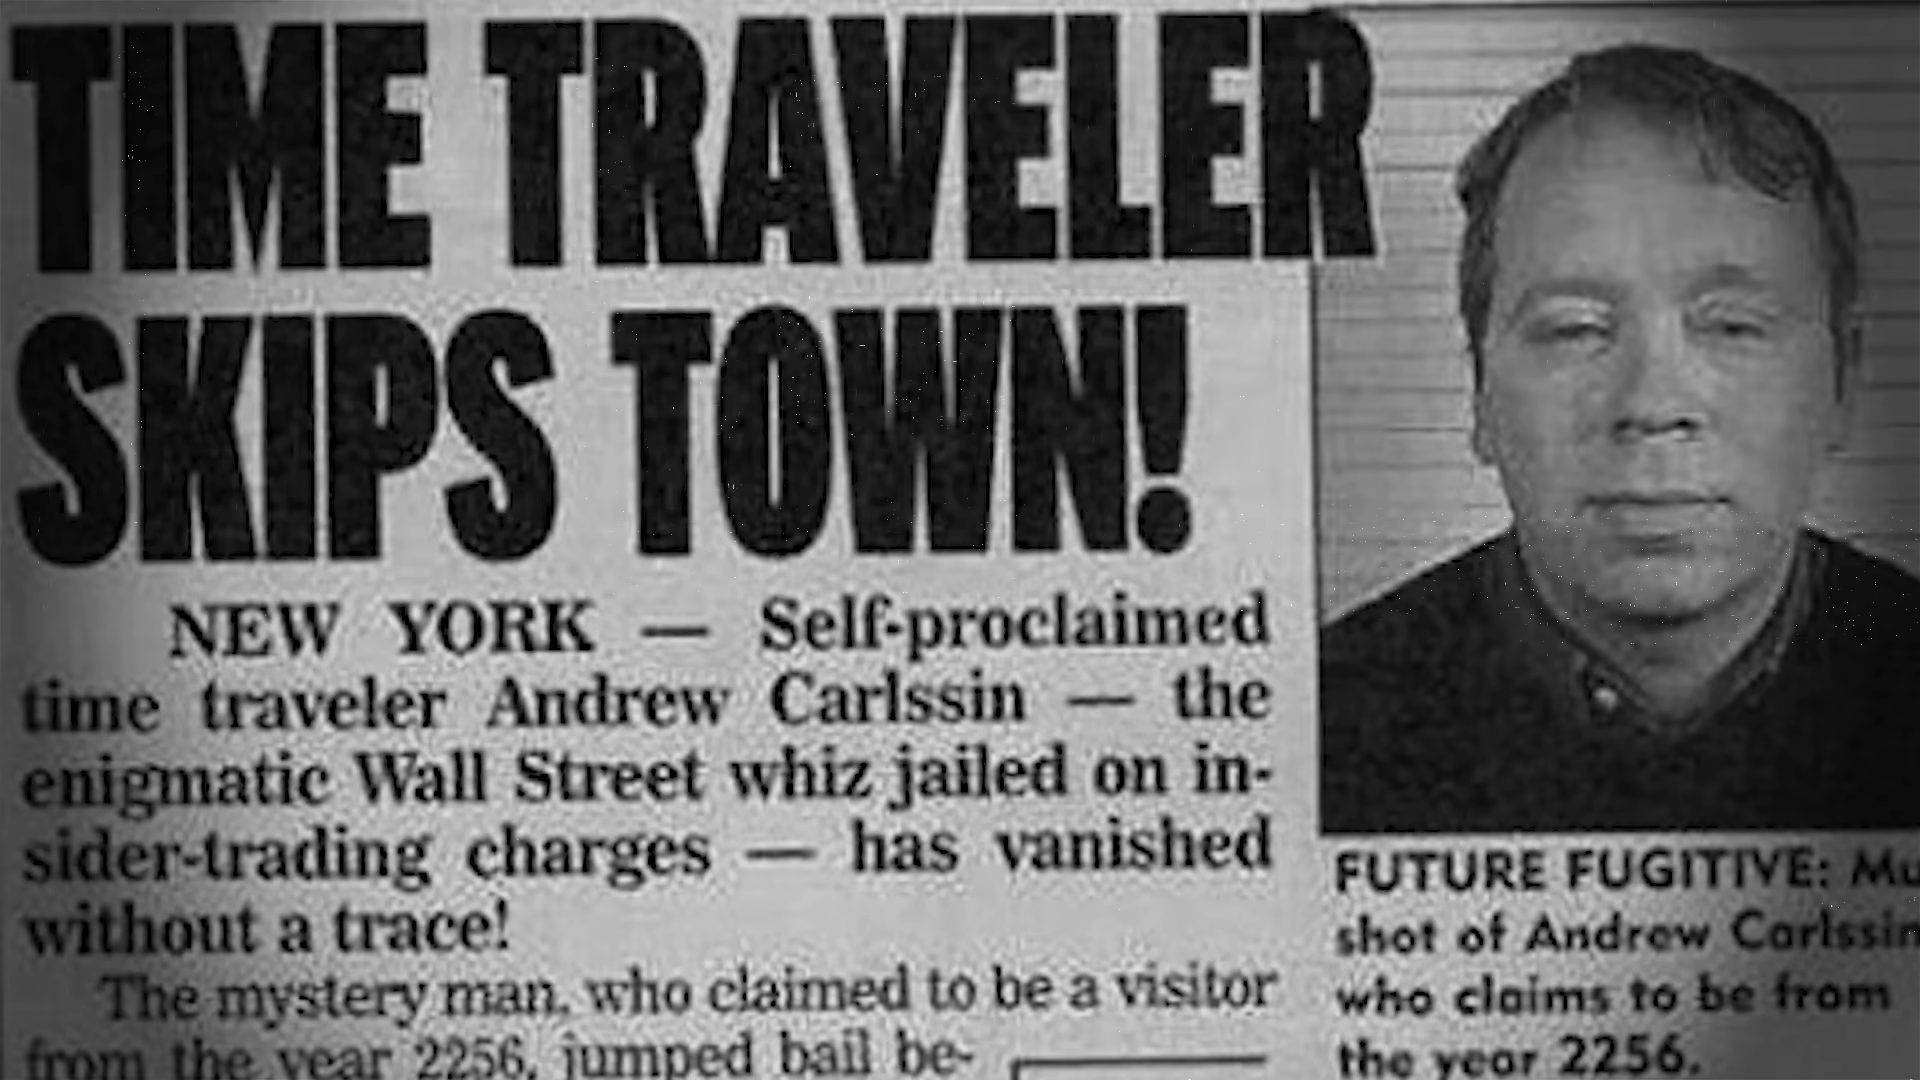 TIME TRAVELER
SKIPS TOWN!
NEW YORK — Self-proclaimed
time traveler Andrew Carlssin — the
enigmatic Wall Street whiz jailed on in-
sider-trading charges — has vanished
without a trace!
The mystery man, who claimed to be a visitor
from the year 2256, jumped bail be-
FUTURE FUGITIVE: Mu
shot of Andrew Carlssin
who claims to be from
the year 2256.